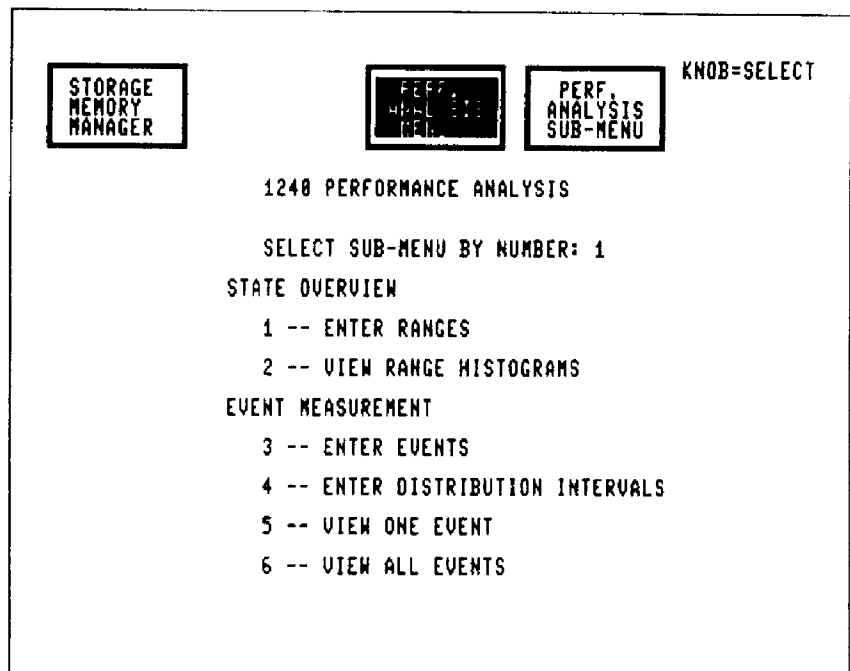 STORAGE
MEMORY
MANAGER
PERF.
ANALYSIS
SUB-MENU
KNOB=SELECT
1240 PERFORMANCE ANALYSIS
SELECT SUB-MENU BY NUMBER: 1
STATE OVERVIEW
1 -- ENTER RANGES
2 -- VIEW RANGE HISTOGRAMS
EVENT MEASUREMENT
3 -- ENTER EVENTS
4 -- ENTER DISTRIBUTION INTERVALS
5 -- VIEW ONE EVENT
6 -- VIEW ALL EVENTS